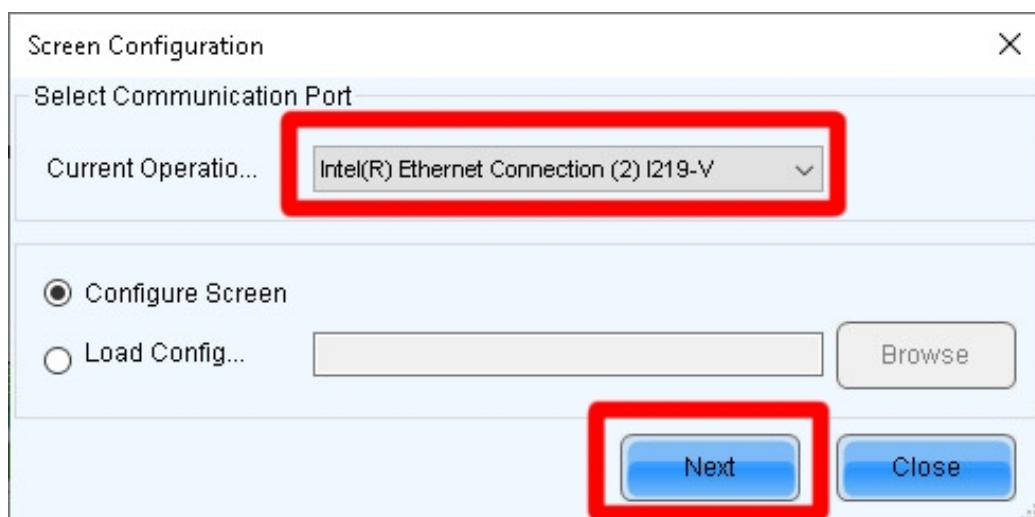 Screen Configuration
Select Communication Port
Current Operatio... Intel(R) Ethernet Connection (2) I219-V
Configure Screen
Load Config... Browse
Next Close